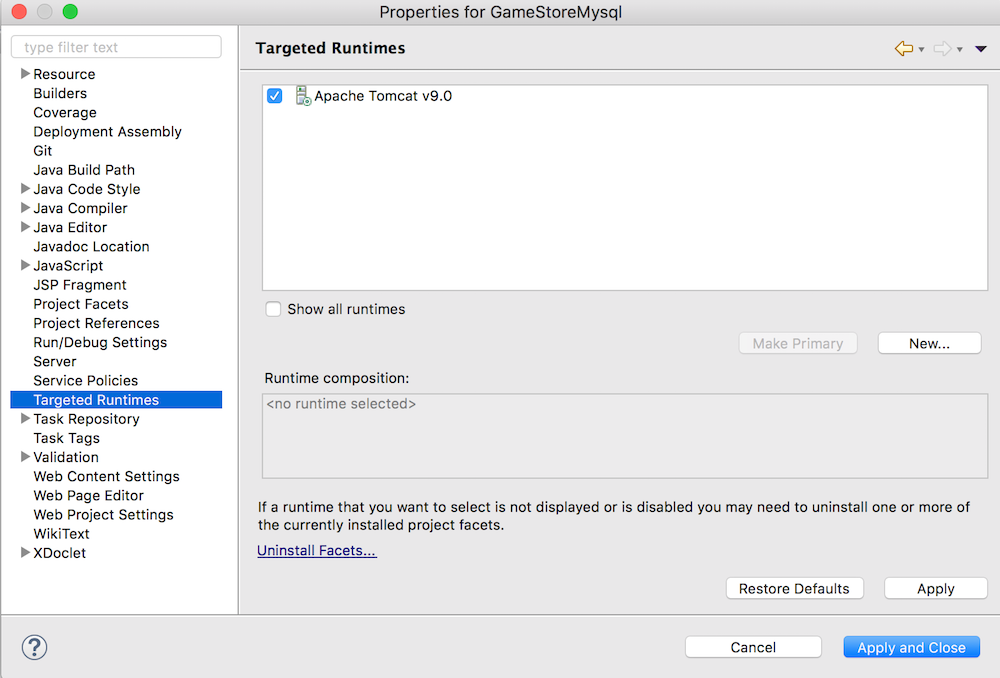 Properties for GameStoreMysql
type filter text
Resource
Builders
Coverage
Deployment Assembly
Git
Java Build Path
Java Code Style
Java Compiler
Java Editor
Javadoc Location
JavaScript
JSP Fragment
Project Facets
Project References
Run/Debug Settings
Server
Service Policies
Targeted Runtimes
Task Repository
Task Tags
Validation
Web Content Settings
Web Page Editor
Web Project Settings
WikiText
XDoclet
Targeted Runtimes
Apache Tomcat v9.0
Show all runtimes
Make Primary
New...
Runtime composition:
<no runtime selected>
If a runtime that you want to select is not displayed or is disabled you may need to uninstall one or more of
the currently installed project facets.
Uninstall Facets...
Restore Defaults
Apply
?
Cancel
Apply and Close